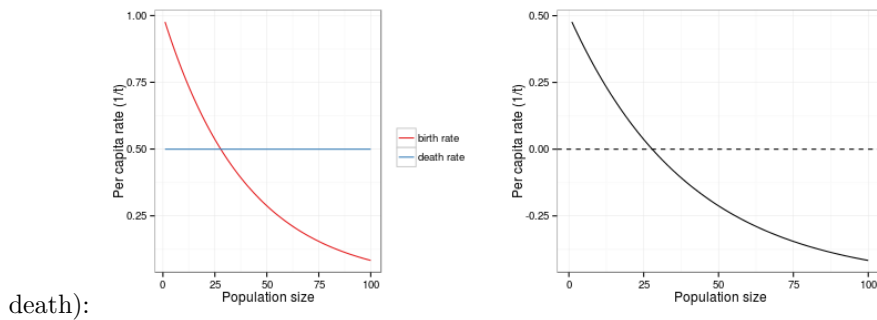 1.00
0.75
0.50
0.25
Per capita rate (1/t)
0 25 50 75 100
Population size
birth rate
death rate
0.50
0.25
0.00
-0.25
Per capita rate (1/t)
0 25 50 75 100
Population size
death):